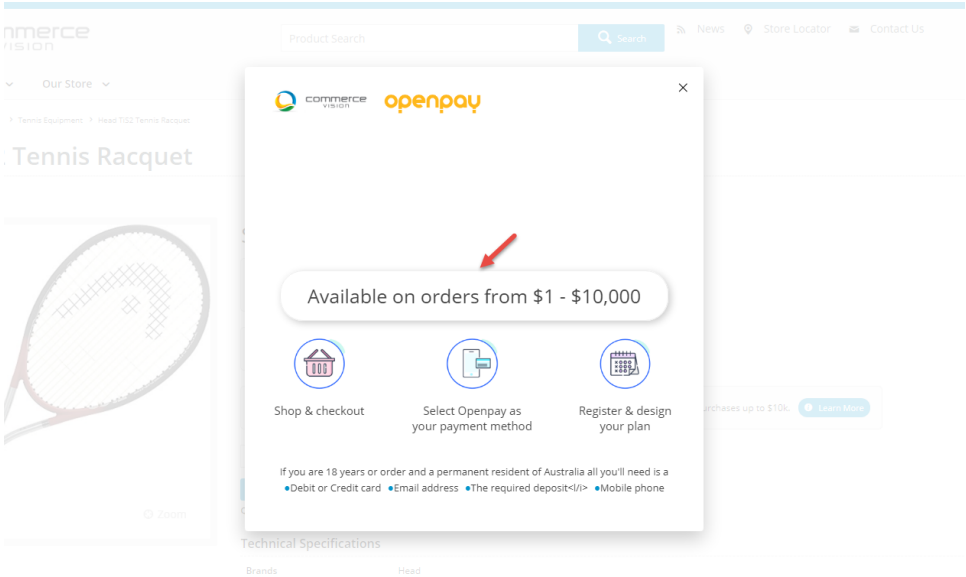 mmerce
vision
Product Search
Search
News
Store Locator
Contact Us
Our Store
Tennis Equipment > Head Ti S2 Tennis Racquet
Tennis Racquet
commerce
vision
openpay
Available on orders from $1 - $10,000
Shop & checkout
Select Openpay as
your payment method
Register & design
your plan
If you are 18 years or order and a permanent resident of Australia all you'll need is a
•Debit or Credit card •Email address •The required deposit<l/i> •Mobile phone
urchases up to $10k.
Learn More
Zoom
Technical Specifications
Brands
Head